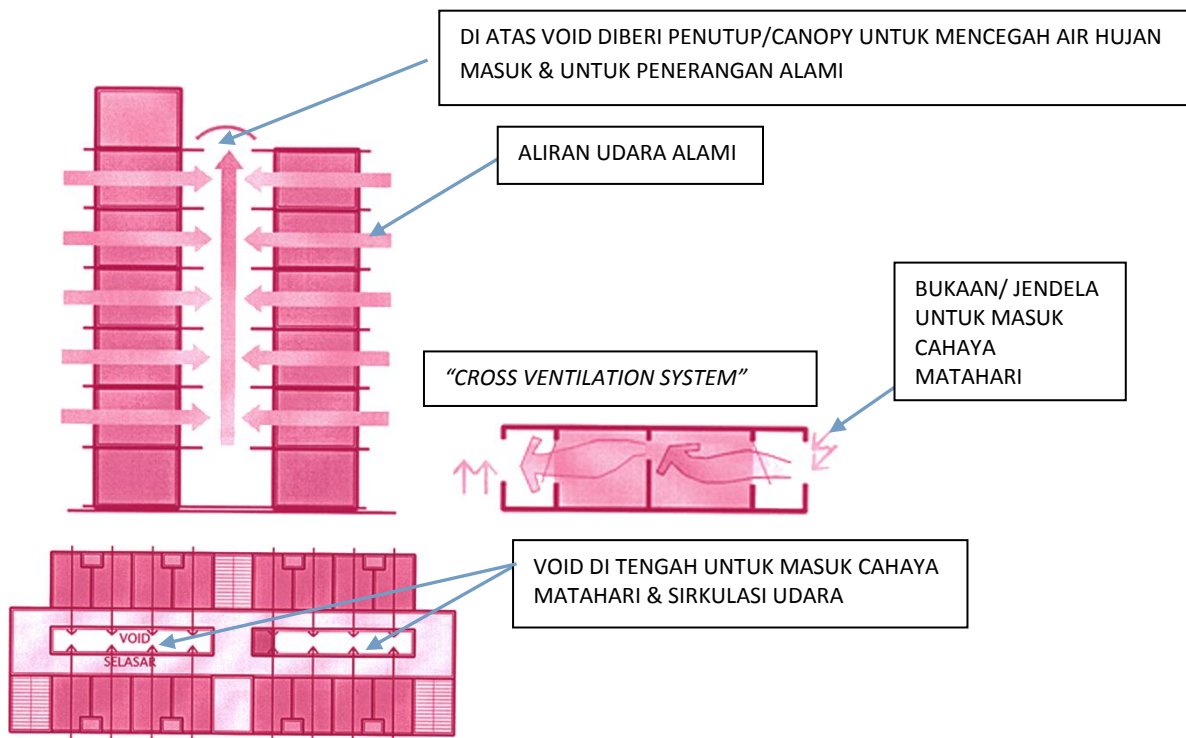 DI ATAS VOID DIBERI PENUTUP/CANOPY UNTUK MENCEGAH AIR HUJAN
MASUK & UNTUK PENERANGAN ALAMI
ALIRAN UDARA ALAMI
BUKAAN/ JENDELA
UNTUK MASUK
CAHAYA
MATAHARI
“CROSS VENTILATION SYSTEM”
VOID DI TENGAH UNTUK MASUK CAHAYA
MATAHARI & SIRKULASI UDARA
VOID
SELASAR